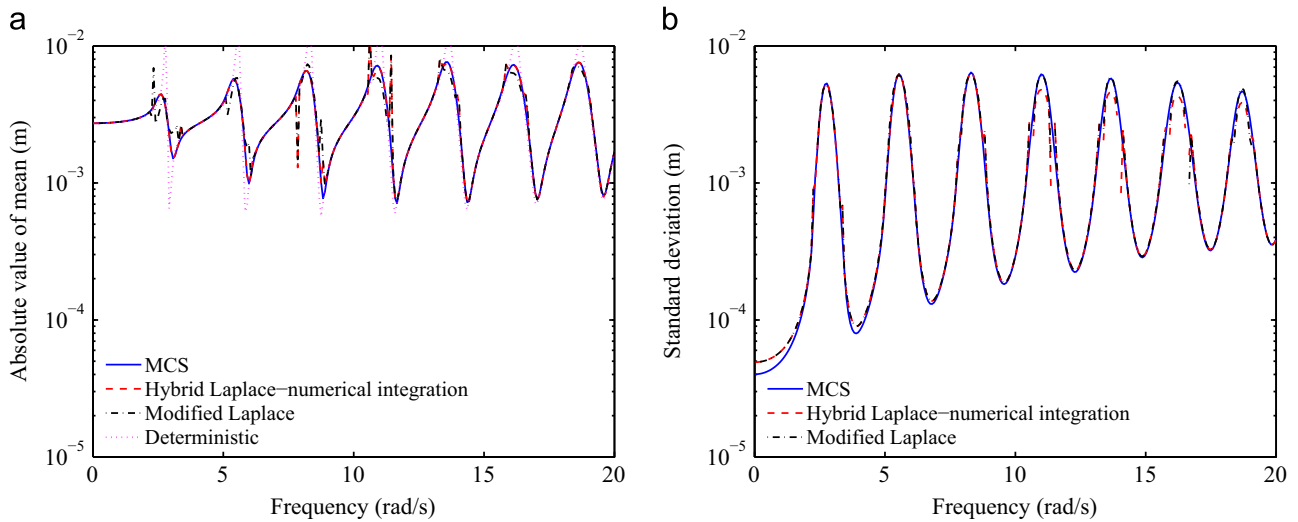 a
Absolute value of mean (m)
10⁻²
10⁻³
10⁻⁴
10⁻⁵
MCS
Hybrid Laplace−numerical integration
Modified Laplace
Deterministic
0 5 10 15 20
Frequency (rad/s)
b
Standard deviation (m)
10⁻²
10⁻³
10⁻⁴
10⁻⁵
MCS
Hybrid Laplace−numerical integration
Modified Laplace
0 5 10 15 20
Frequency (rad/s)